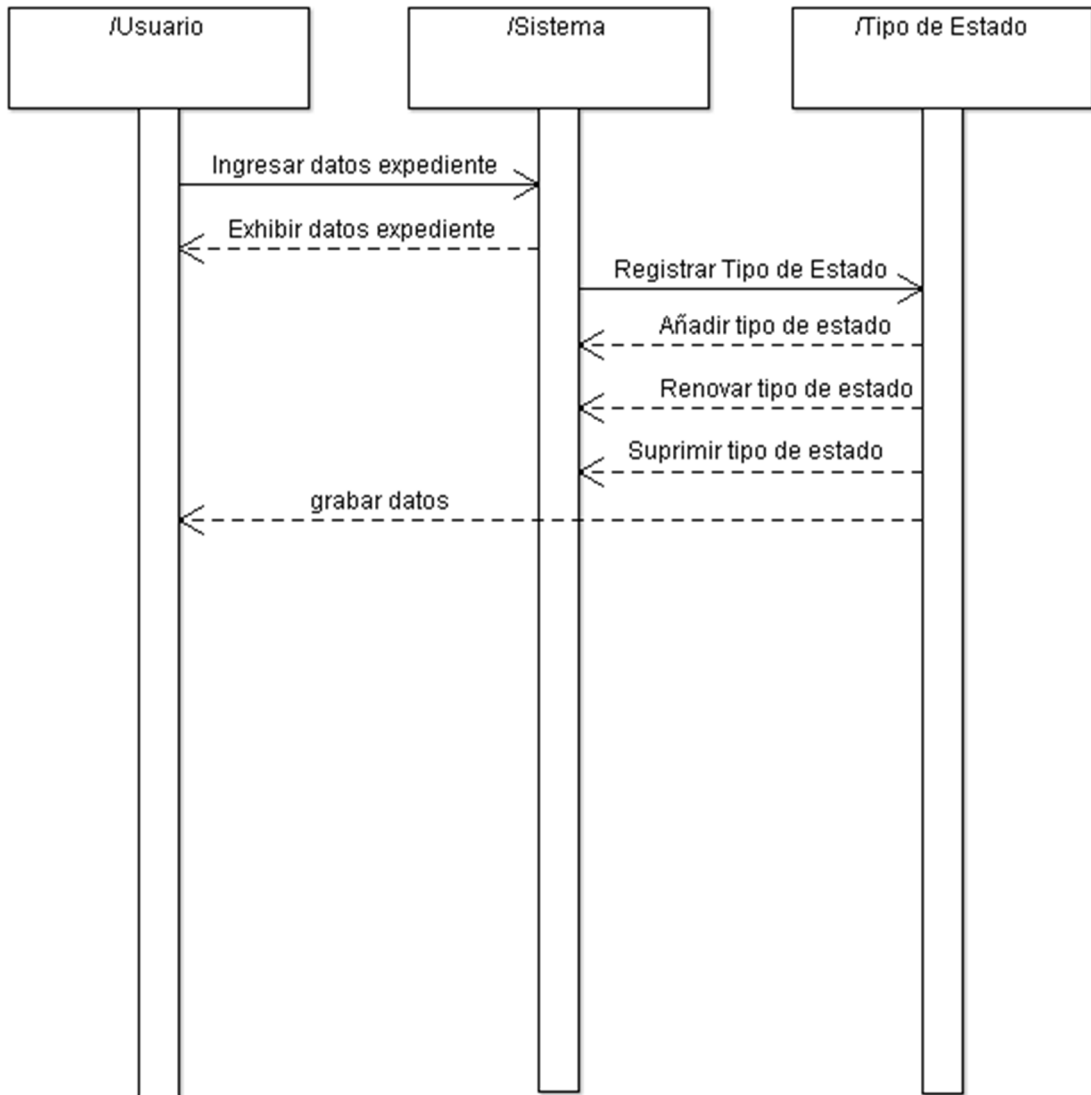 /Usuario
/Sistema
/Tipo de Estado
Ingresar datos expediente
Exhibir datos expediente
Registrar Tipo de Estado
Añadir tipo de estado
Renovar tipo de estado
Suprimir tipo de estado
grabar datos